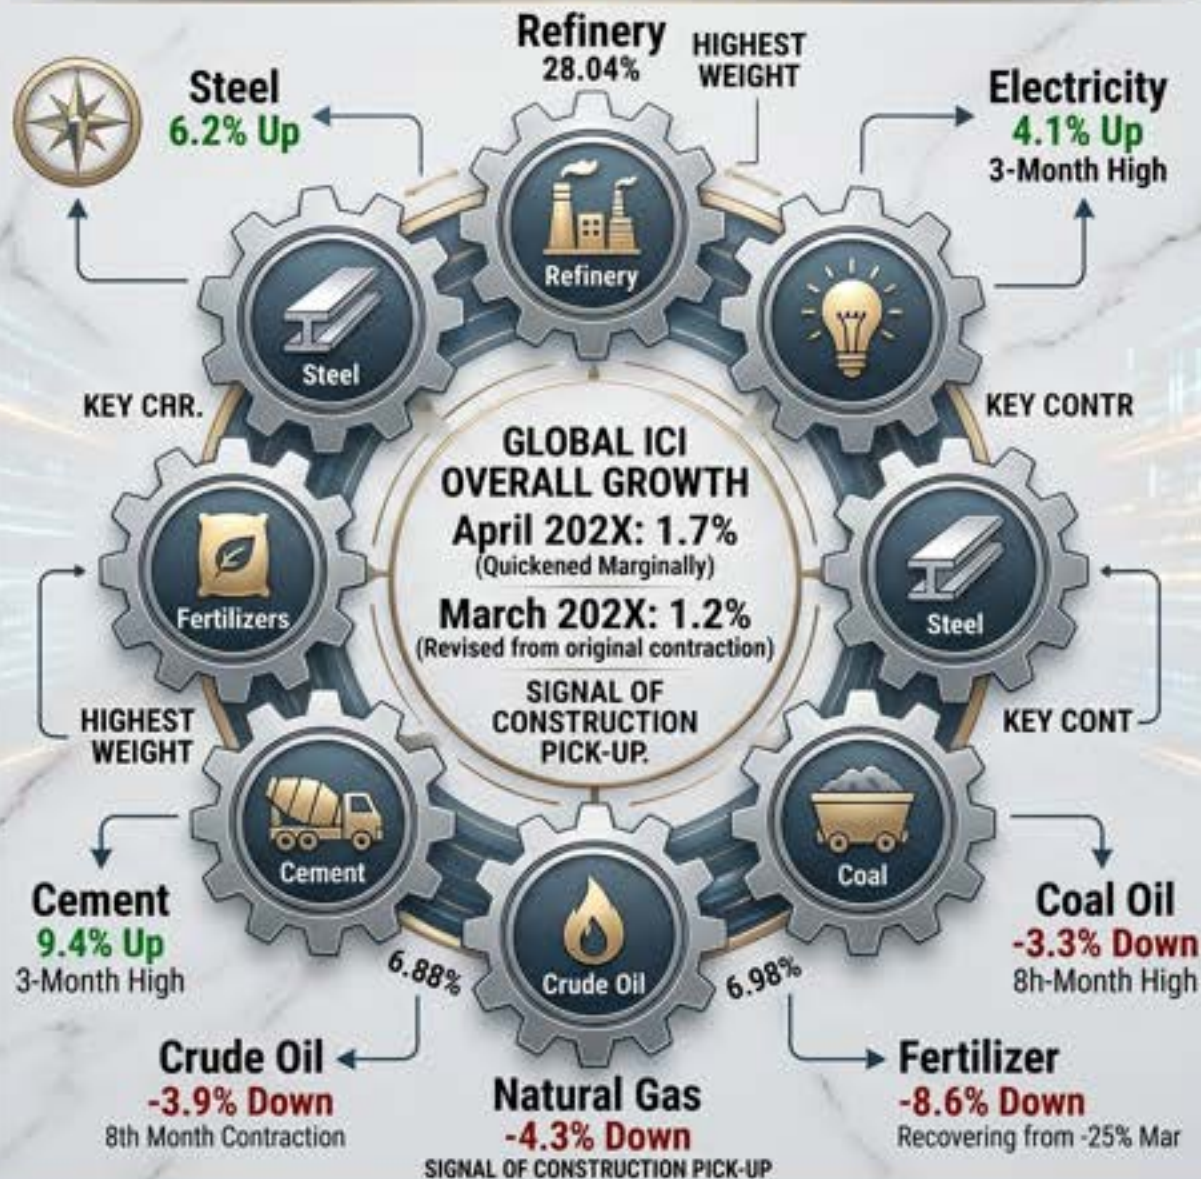 Refinery
28.04%
HIGHEST
WEIGHT
Steel
6.2% Up
Electricity
4.1% Up
3-Month High
Refinery
Steel
KEY CRR.
KEY CONTR
GLOBAL ICI
OVERALL GROWTH
April 202X: 1.7%
(Quickened Marginally)
March 202X: 1.2%
(Revised from original contraction)
SIGNAL OF
CONSTRUCTION
PICK-UP.
Fertilizers
Steel
HIGHEST
WEIGHT
KEY CONT
Cement
Coal
Cement
9.4% Up
3-Month High
Coal Oil
-3.3% Down
8h-Month High
6.88%
Crude Oil
6.98%
Crude Oil
-3.9% Down
8th Month Contraction
Natural Gas
-4.3% Down
SIGNAL OF CONSTRUCTION PICK-UP
Fertilizer
-8.6% Down
Recovering from -25% Mar